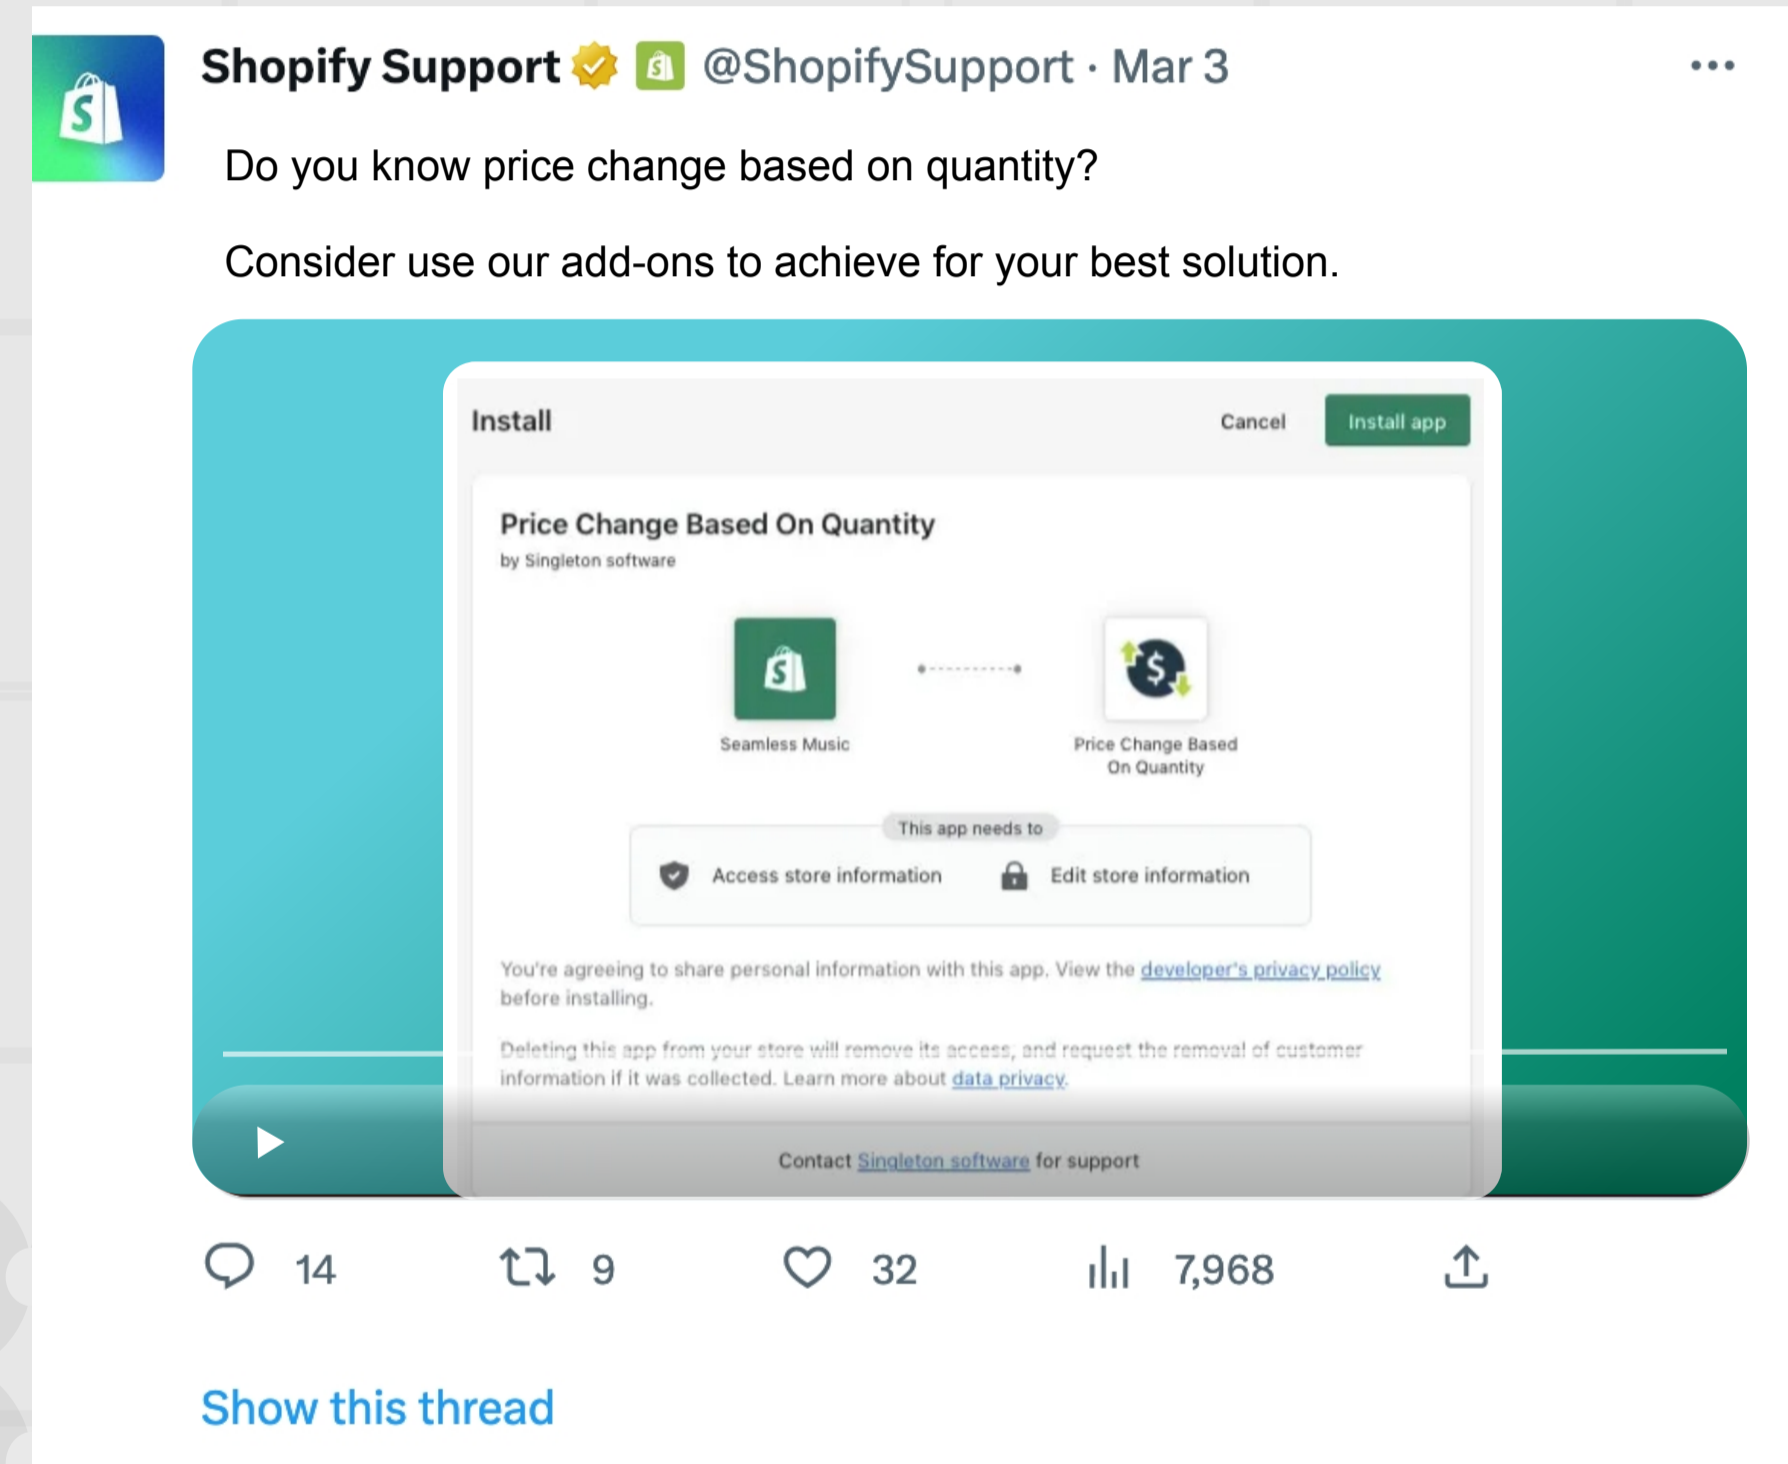 Shopify Support @ShopifySupport · Mar 3
Do you know price change based on quantity?
Consider use our add-ons to achieve for your best solution.
Install
Cancel
Install app
Price Change Based On Quantity
by Singleton software
Seamless Music
Price Change Based
On Quantity
This app needs to
Access store information
Edit store information
You're agreeing to share personal information with this app. View the developer's privacy policy
before installing.
Deleting this app from your store will remove its access, and request the removal of customer
information if it was collected. Learn more about data privacy.
Contact Singleton software for support
14
9
32
7,968
Show this thread